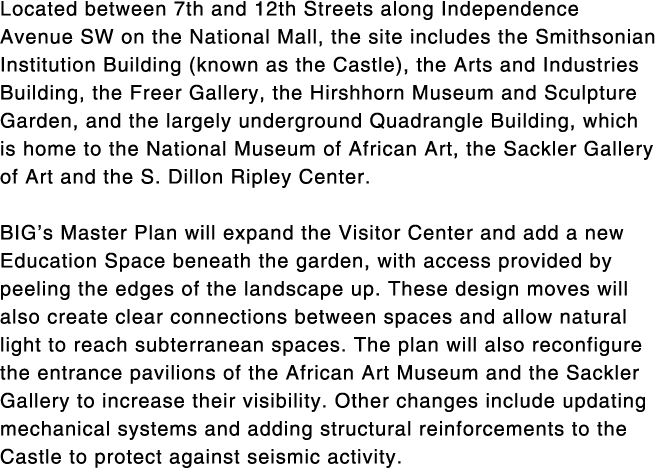 Located between 7th and 12th Streets along Independence
Avenue SW on the National Mall, the site includes the Smithsonian
Institution Building (known as the Castle), the Arts and Industries
Building, the Freer Gallery, the Hirshhorn Museum and Sculpture
Garden, and the largely underground Quadrangle Building, which
is home to the National Museum of African Art, the Sackler Gallery
of Art and the S. Dillon Ripley Center.

BIG’s Master Plan will expand the Visitor Center and add a new
Education Space beneath the garden, with access provided by
peeling the edges of the landscape up. These design moves will
also create clear connections between spaces and allow natural
light to reach subterranean spaces. The plan will also reconfigure
the entrance pavilions of the African Art Museum and the Sackler
Gallery to increase their visibility. Other changes include updating
mechanical systems and adding structural reinforcements to the
Castle to protect against seismic activity.